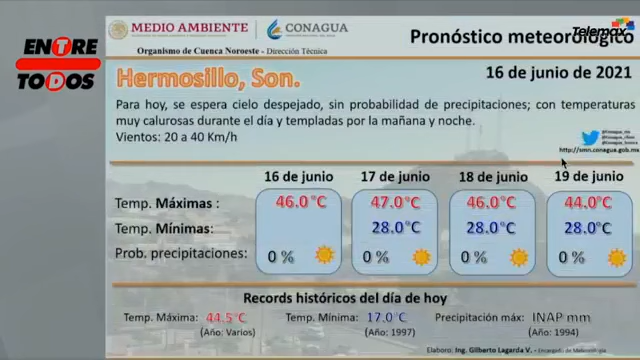 ENTRE
TODOS
MEDIO AMBIENTE
CONAGUA
Telemax
Organismo de Cuenca Noroeste - Dirección Técnica
Pronóstico meteorológico
Hermosillo, Son.
16 de junio de 2021
Para hoy, se espera cielo despejado, sin probabilidad de precipitaciones; con temperaturas
muy calurosas durante el día y templadas por la mañana y noche.
Vientos: 20 a 40 Km/h
http://smn.conagua.gob.mx
16 de junio 17 de junio 18 de junio 19 de junio
Temp. Máximas : 46.0°C 47.0°C 46.0°C 44.0°C
Temp. Mínimas: 28.0°C 28.0°C 28.0°C
Prob. precipitaciones: 0 % 0 % 0 % 0 %
Records históricos del día de hoy
Temp. Máxima: 44.5°C Temp. Mínima: 17.0°C Precipitación máx: INAP mm
(Año: Varios) (Año: 1997) (Año: 1994)
Elaboro: Ing. Gilberto Lagarda V. - Encargado de Meteorología